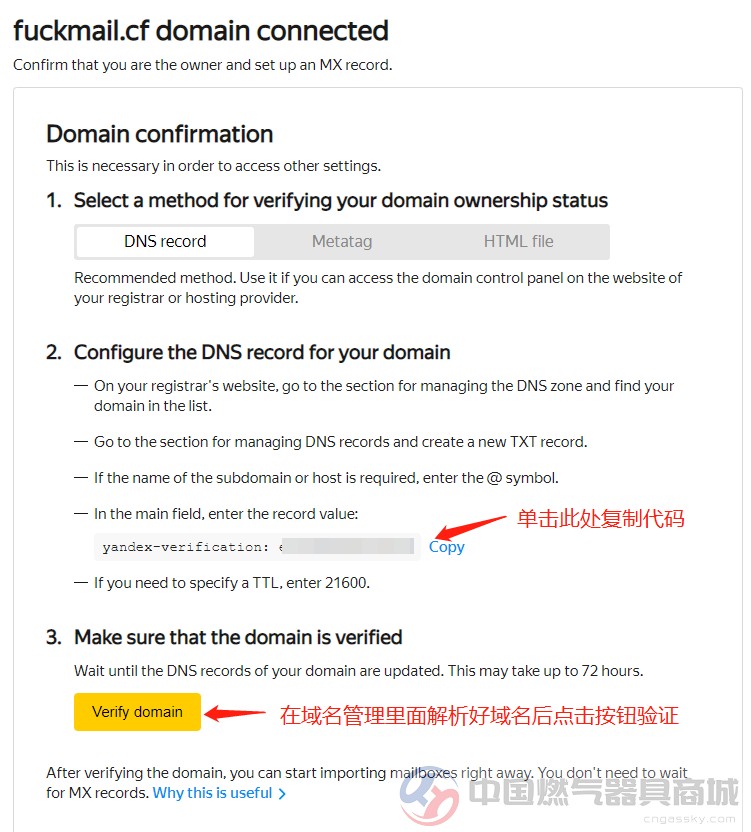 fuckmail.cf domain connected
Confirm that you are the owner and set up an MX record.
Domain confirmation
This is necessary in order to access other settings.
1. Select a method for verifying your domain ownership status
DNS record Metatag HTML file
Recommended method. Use it if you can access the domain control panel on the website of
your registrar or hosting provider.
2. Configure the DNS record for your domain
— On your registrar's website, go to the section for managing the DNS zone and find your
domain in the list.
— Go to the section for managing DNS records and create a new TXT record.
— If the name of the subdomain or host is required, enter the @ symbol.
— In the main field, enter the record value:
单击此处复制代码
yandex-verification: Copy
— If you need to specify a TTL, enter 21600.
3. Make sure that the domain is verified
Wait until the DNS records of your domain are updated. This may take up to 72 hours.
Verify domain 在域名管理里面解析好域名后点击按钮验证
After verifying the domain, you can start importing mailboxes right away. You don't need to wait
for MX records. Why this is useful >
中国燃气器具商城
cngassky.com